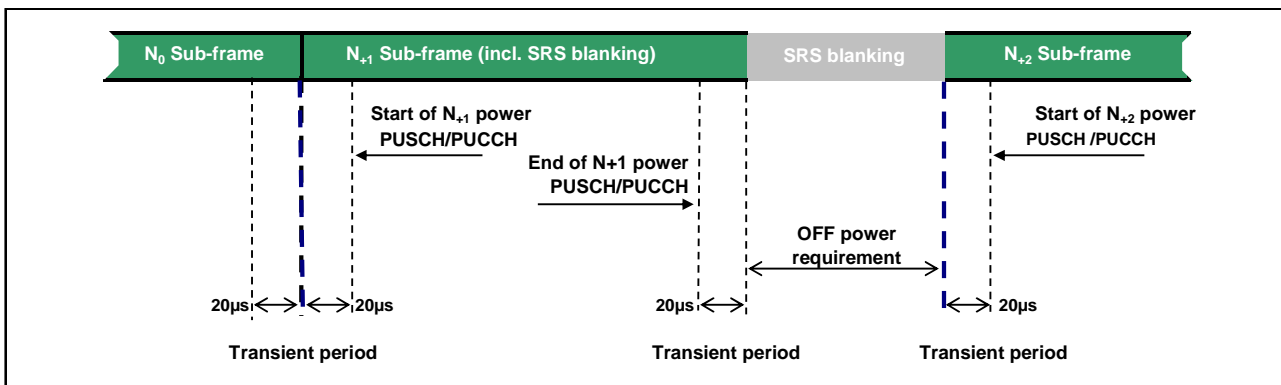 N0 Sub-frame
N+1 Sub-frame (incl. SRS blanking)
SRS blanking
N+2 Sub-frame
Start of N+1 power
PUSCH/PUCCH
Start of N+2 power
PUSCH /PUCCH
End of N+1 power
PUSCH/PUCCH
OFF power
requirement
20µs
20µs
20µs
20µs
Transient period
Transient period
Transient period